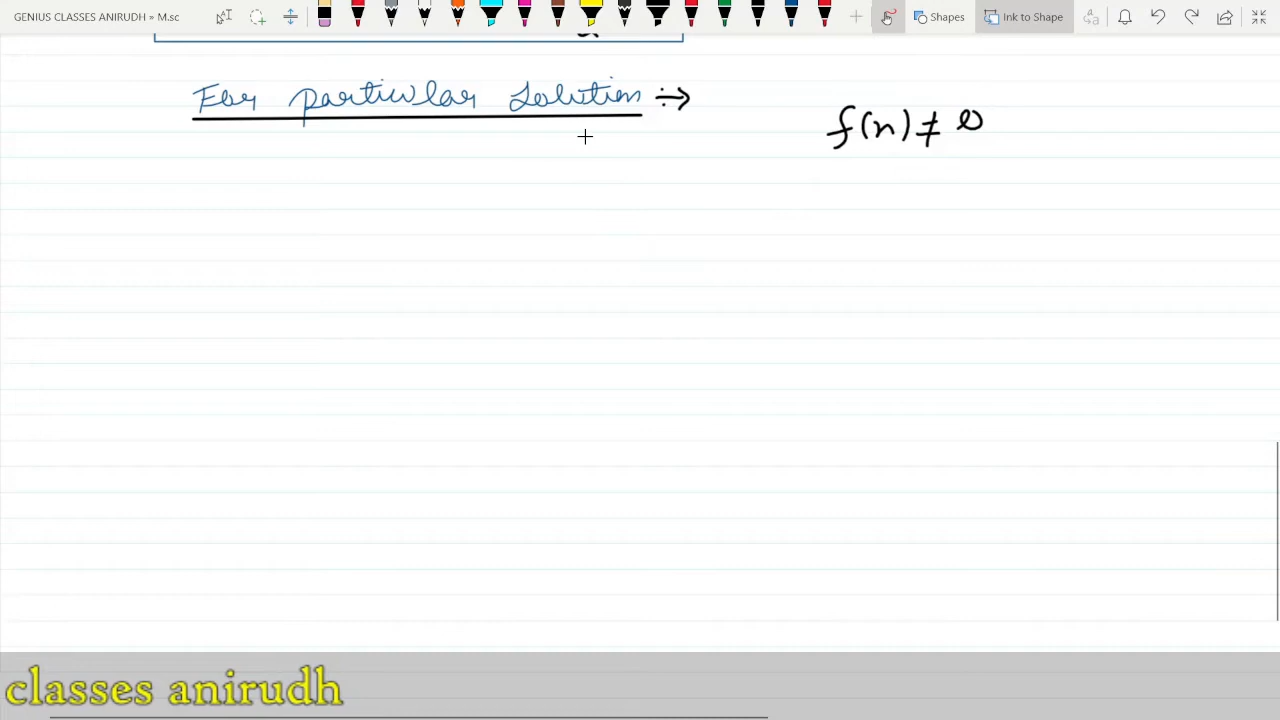 GENIUS CLASSES ANIRUDH » M.sc
Shapes
Ink to Shape
For particular solution ÷→
f(n) ≠ 0
classes anirudh